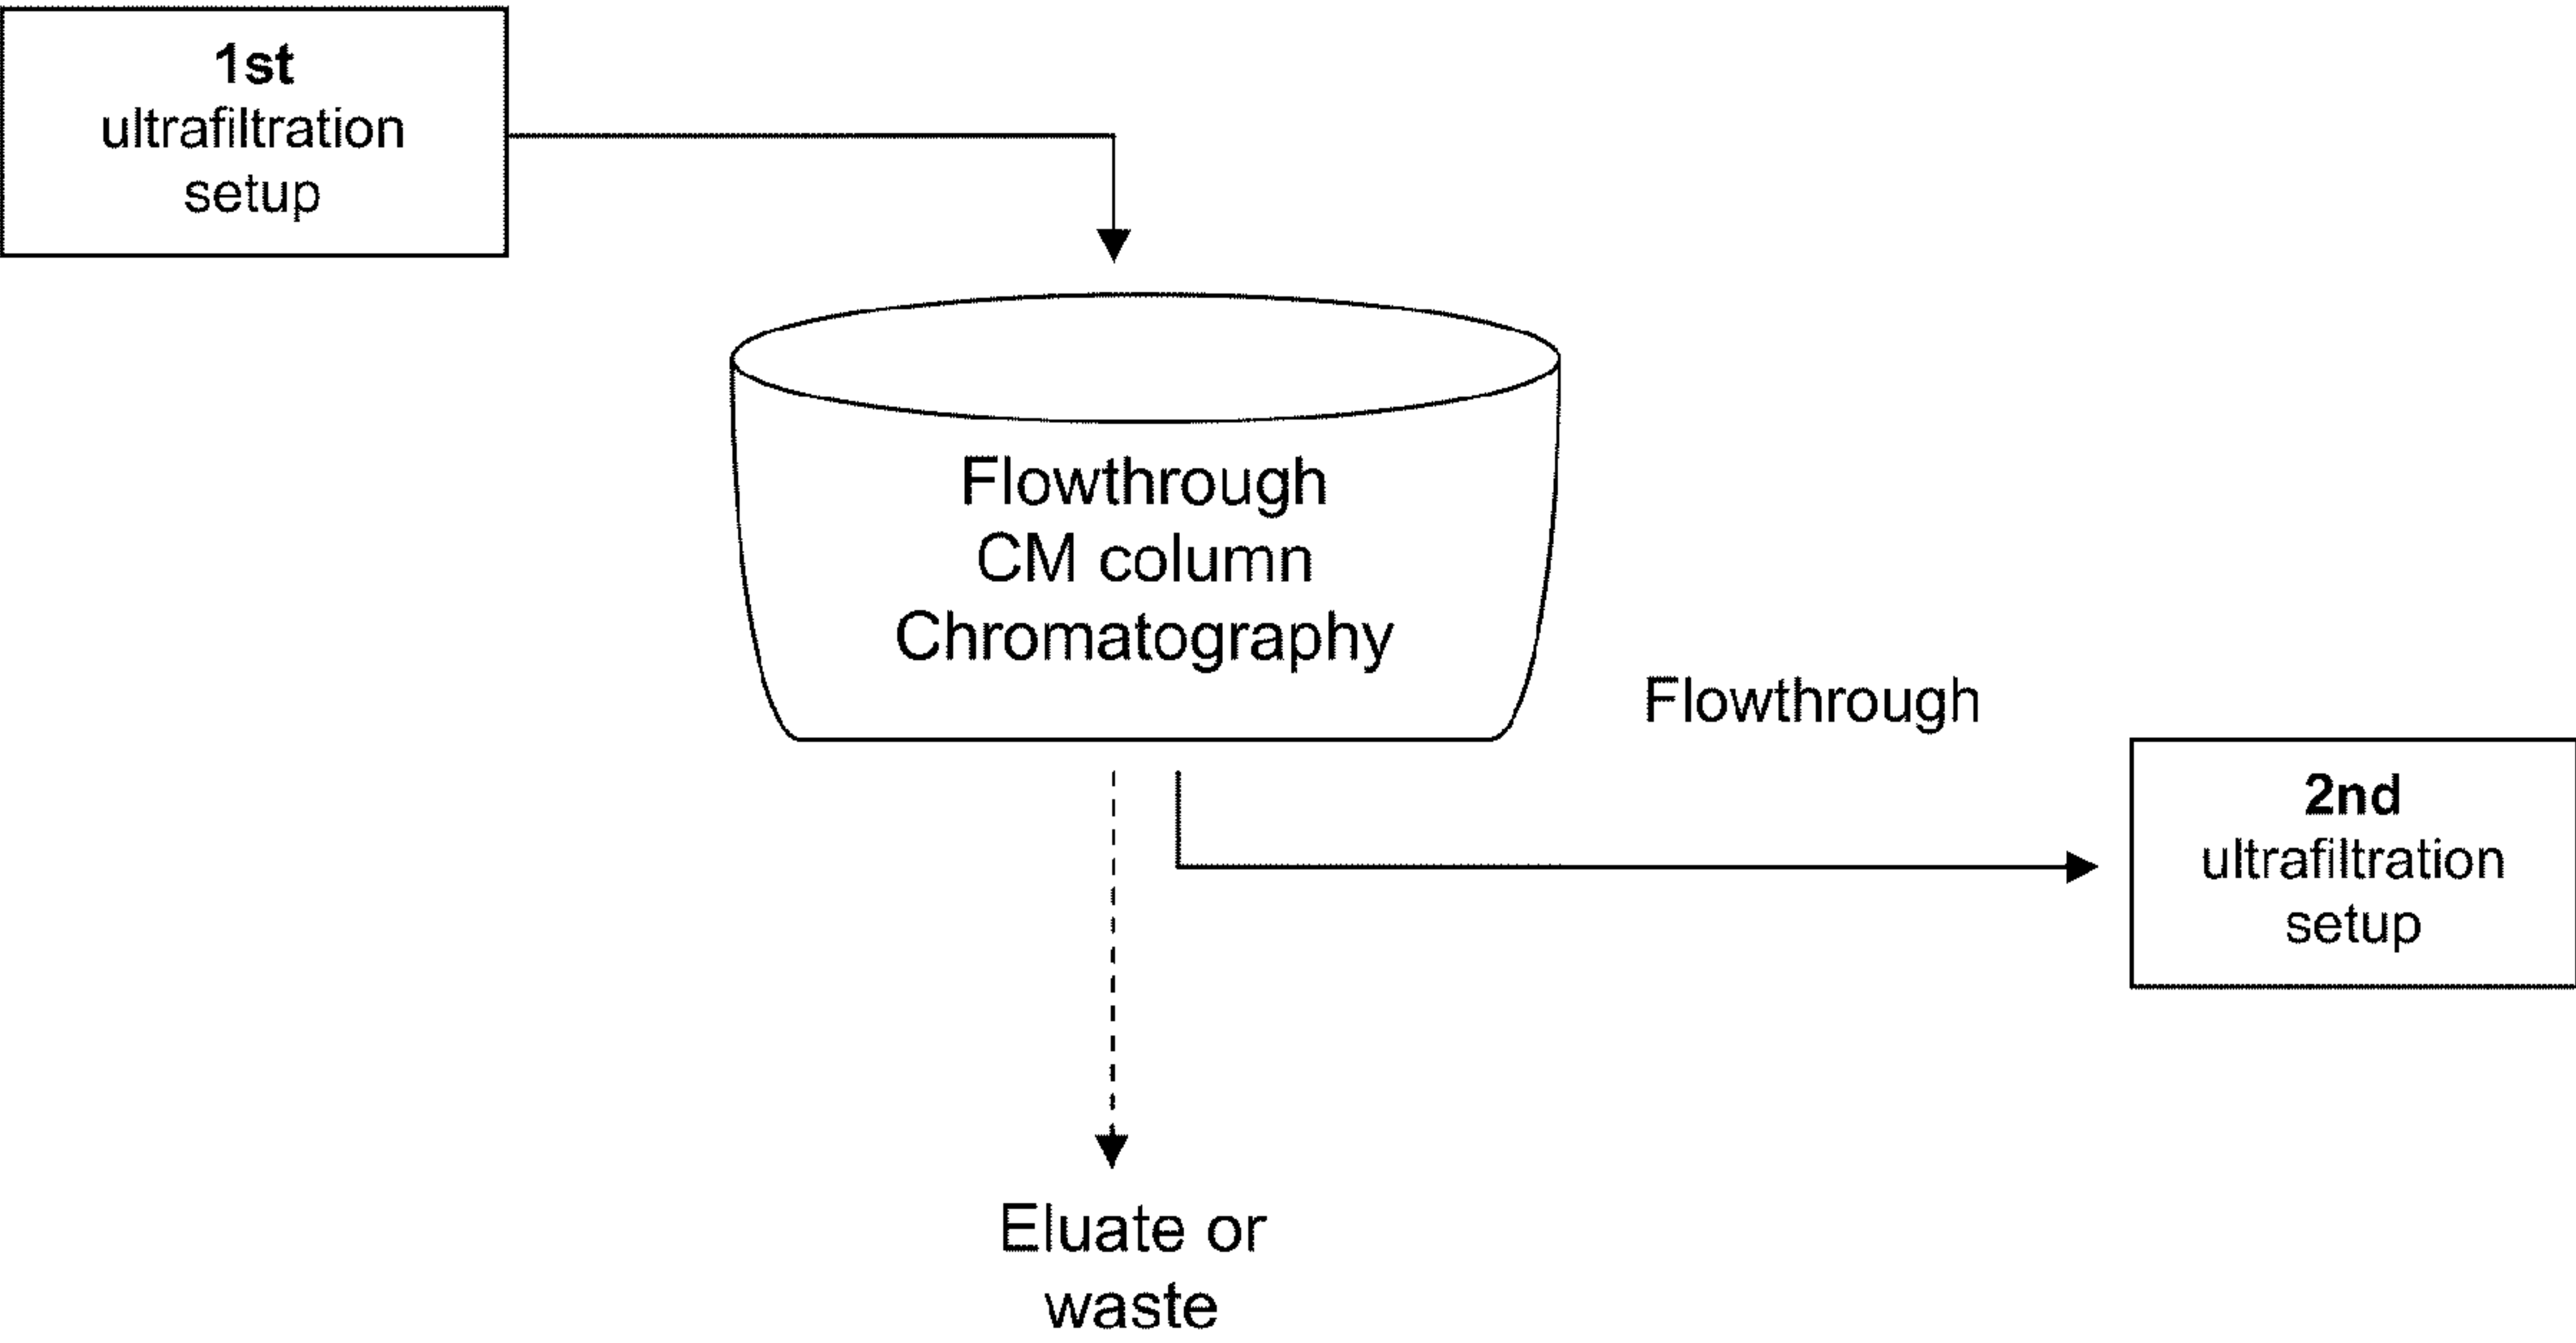 1st
ultrafiltration
setup
Flowthrough
CM column
Chromatography
Flowthrough
2nd
ultrafiltration
setup
Eluate or
waste